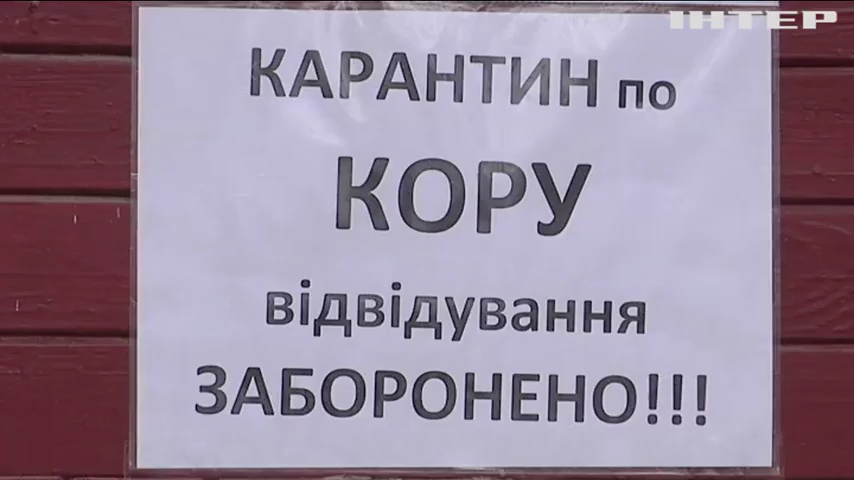 ІНТЕР
КАРАНТИН по
КОРУ
відвідування
ЗАБОРОНЕНО!!!